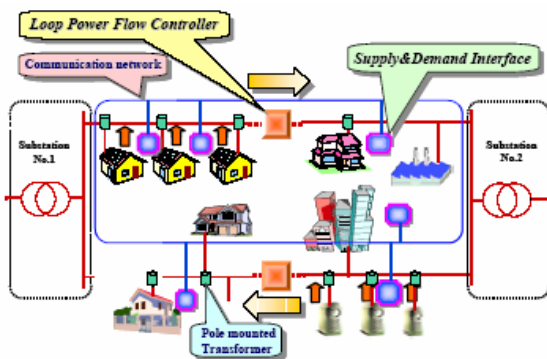 Loop Power Flow Controller
Communication network
Supply&Demand Interface
Substation
No.1
Substation
No.2
Pole mounted
Transformer